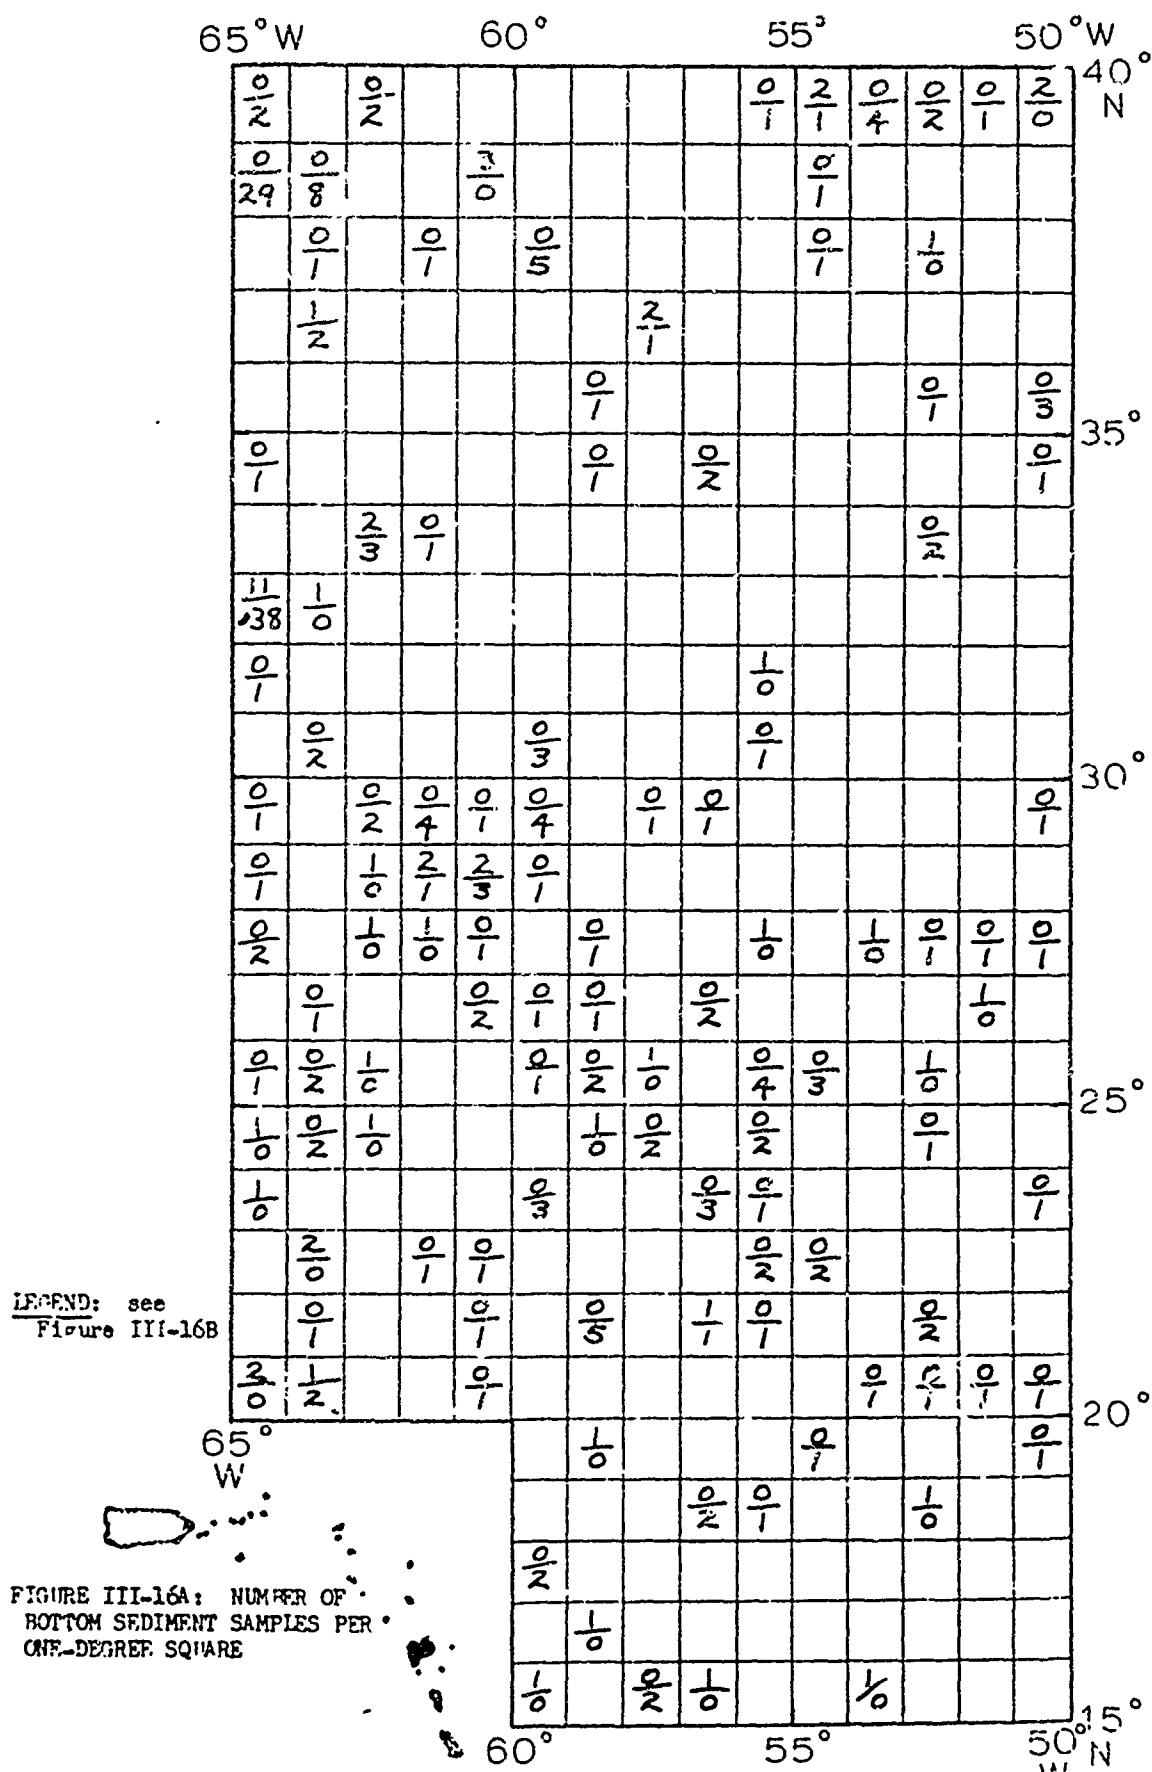 65°W 60° 55° 50°W
40° N
0/2 0/2 0/1 2/1 0/4 0/2 0/1 2/0
0/29 0/8 0/1
0/1 0/1 0/5 0/1 1/0
1/2 2/1
0/1 0/1 0/3
35°
0/1 0/1 0/2 0/1
2/3 0/1 0/2
11/38 1/0
0/1 1/0
0/2 0/3 0/1
30°
0/1 0/2 0/4 0/1 0/4 0/1 0/1 0/1
0/1 1/0 2/1 2/3 0/1
0/2 1/0 1/0 0/1 0/1 1/0 1/0 0/1 0/1 0/1
0/1 0/2 0/1 0/1 0/2 1/0
0/1 0/2 1/0 0/1 0/2 1/0 0/4 0/3 1/0
25°
1/0 0/2 1/0 1/0 0/2 0/2 0/1
1/0 0/3 0/3 0/1 0/1
2/0 0/1 0/1 0/2 0/2
LEGEND: see
Figure III-16B
0/1 0/1 0/5 1/1 0/1 0/2
2/0 1/2 0/1 0/1 0/1 0/1
20°
65°
W
1/0 0/1 0/1
0/2 0/1 1/0
0/2
FIGURE III-16A: NUMBER OF
BOTTOM SEDIMENT SAMPLES PER
ONE-DEGREE SQUARE
1/0
1/0 0/2 1/0 1/0
15°
60° 55° 50° N
W